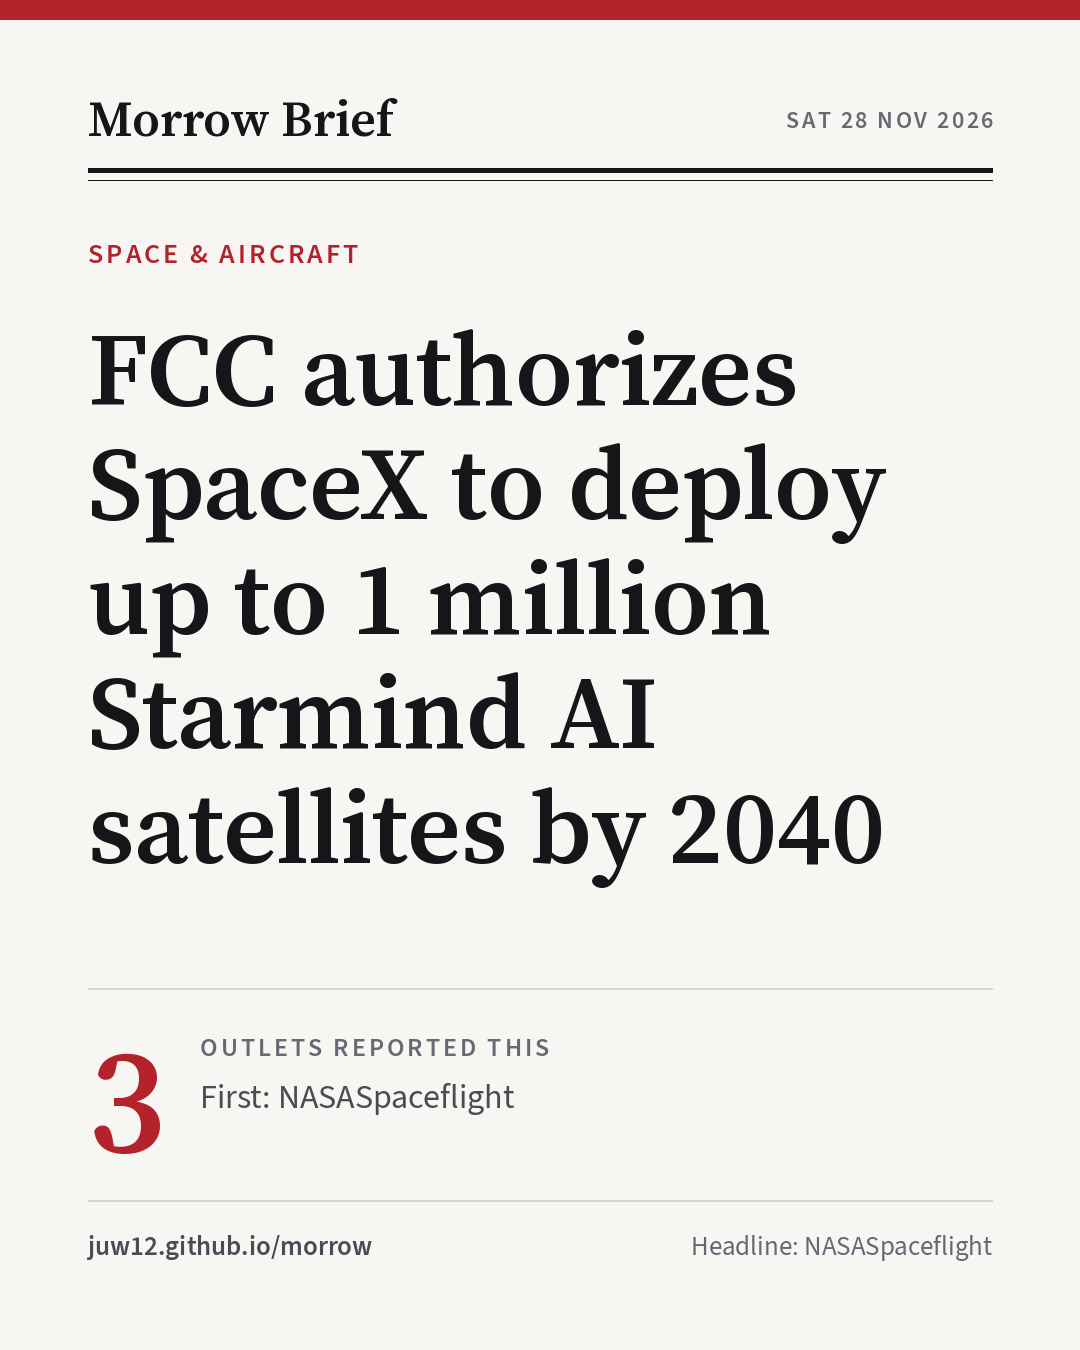 Morrow Brief
SAT 28 NOV 2026
SPACE & AIRCRAFT
FCC authorizes
SpaceX to deploy
up to 1 million
Starmind AI
satellites by 2040
3
OUTLETS REPORTED THIS
First: NASASpaceflight
juw12.github.io/morrow
Headline: NASASpaceflight